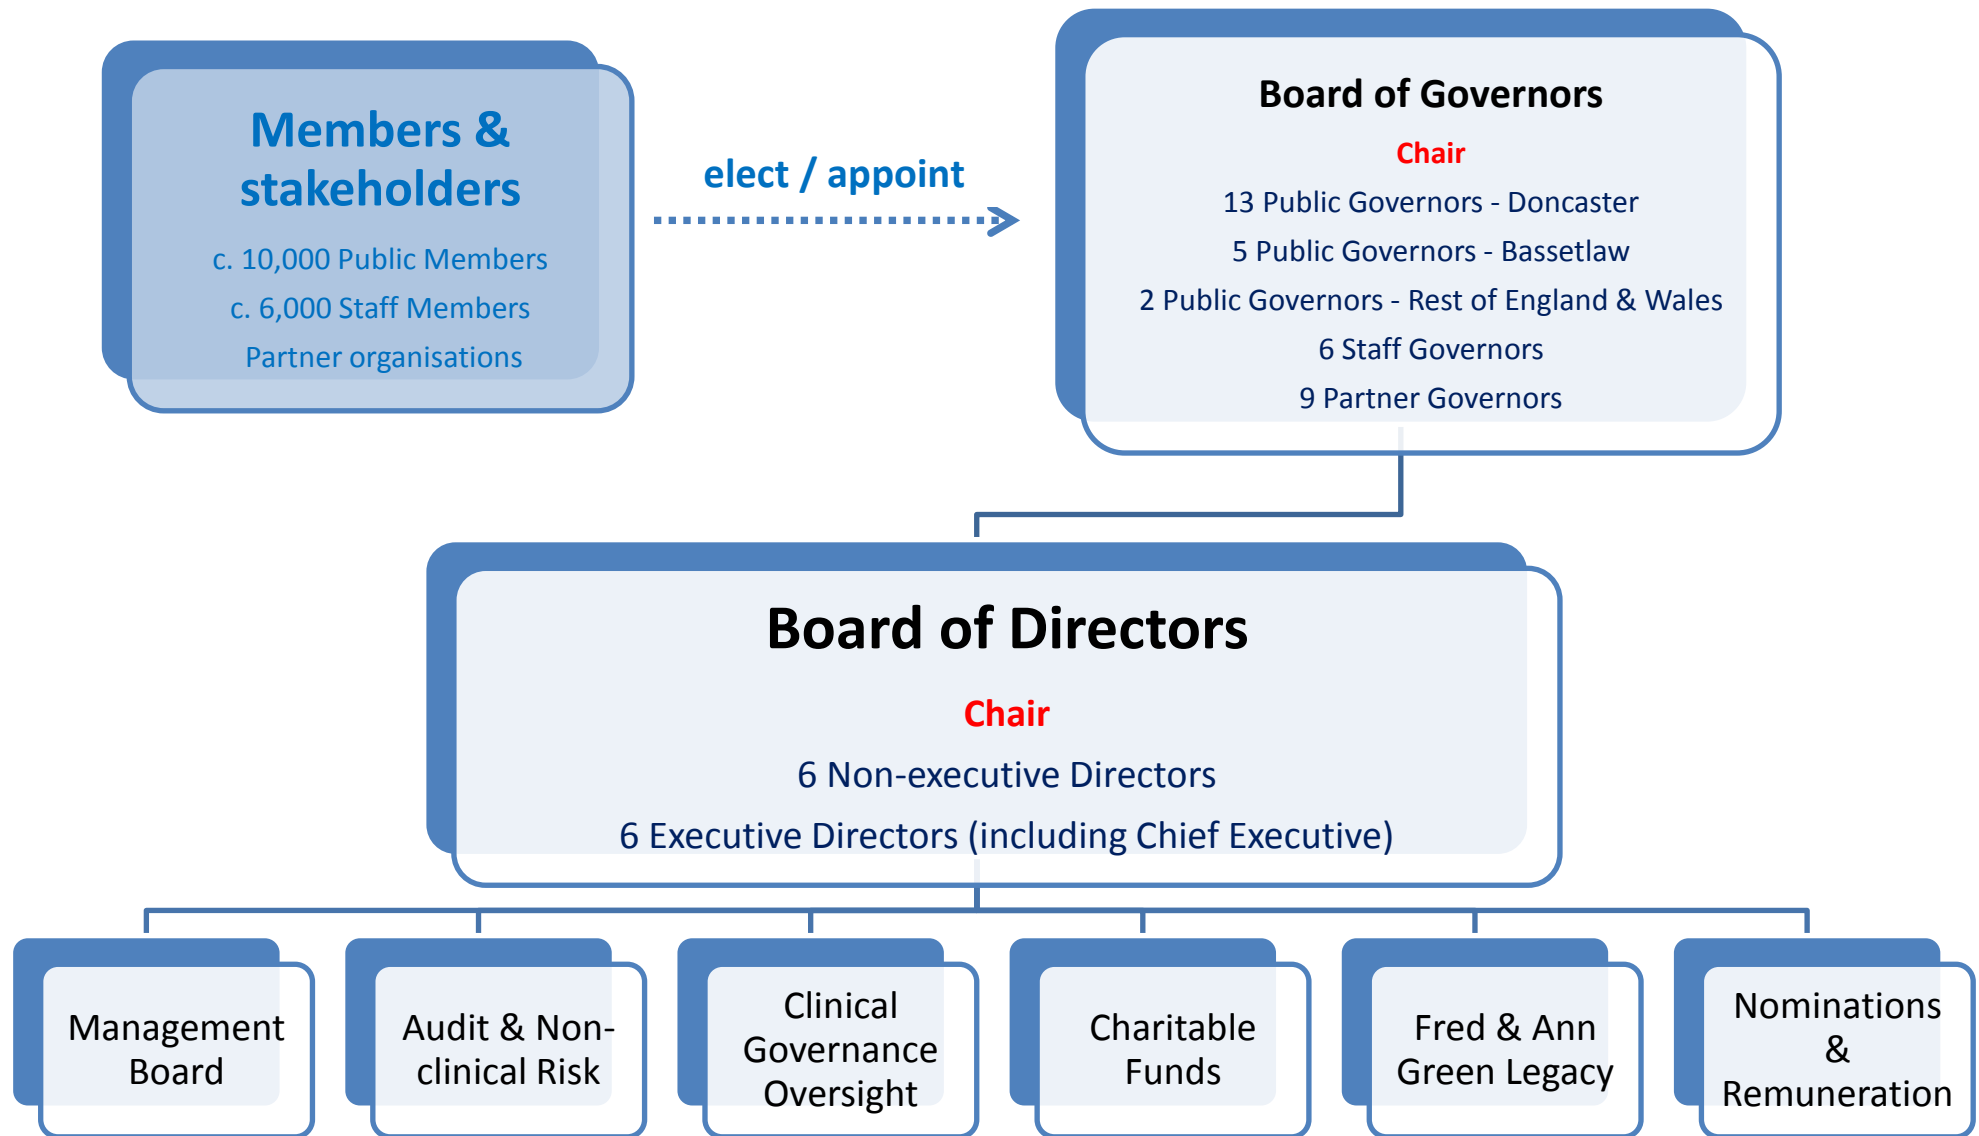 Members &
stakeholders
c. 10,000 Public Members
c. 6,000 Staff Members
Partner organisations
elect / appoint
Board of Governors
Chair
13 Public Governors - Doncaster
5 Public Governors - Bassetlaw
2 Public Governors - Rest of England & Wales
6 Staff Governors
9 Partner Governors
Board of Directors
Chair
6 Non-executive Directors
6 Executive Directors (including Chief Executive)
Management
Board
Audit & Non-
clinical Risk
Clinical
Governance
Oversight
Charitable
Funds
Fred & Ann
Green Legacy
Nominations
&
Remuneration